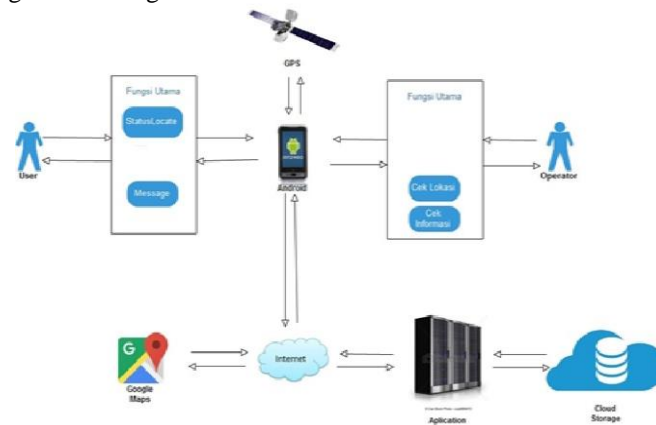 GPS
Fungsi Utama
StatusLocate
Message
User
Android
Fungsi Utama
Cek Lokasi
Cek
Informasi
Operator
G
Google
Maps
Internet
Aplication
Cloud
Storage